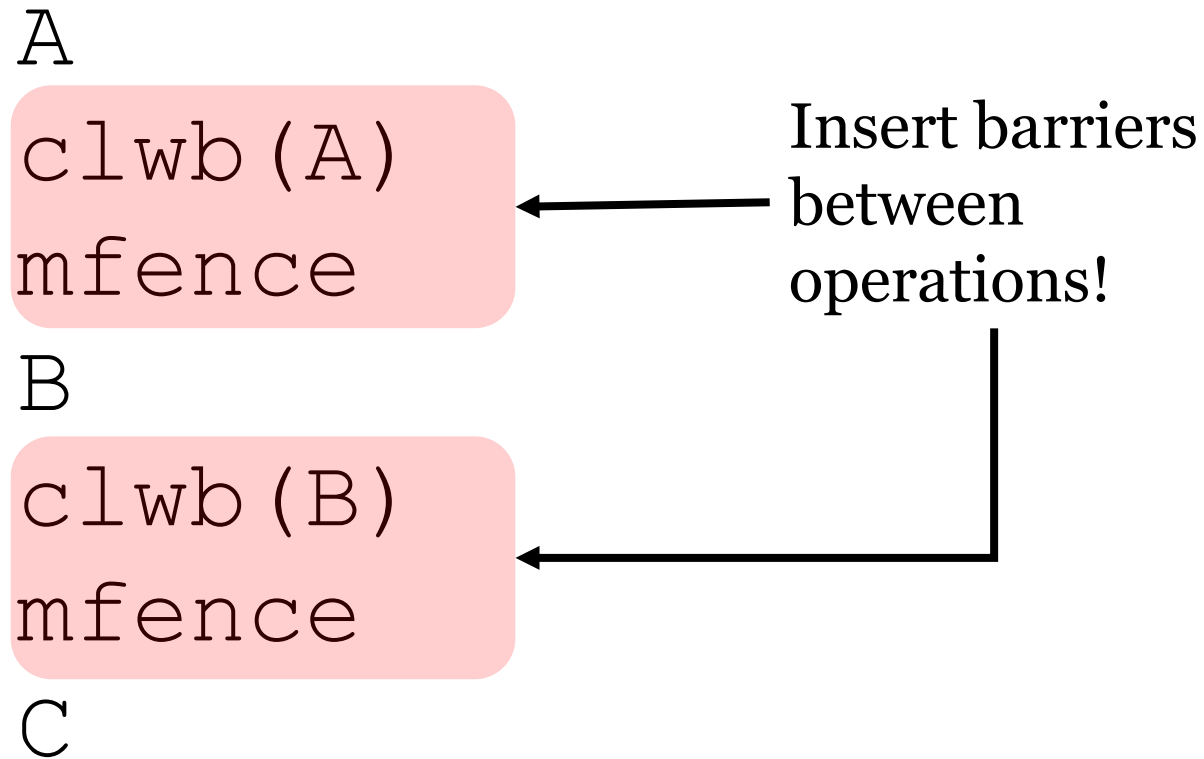 A
clwb(A)
mfence
B
clwb(B)
mfence
C
Insert barriers
between
operations!